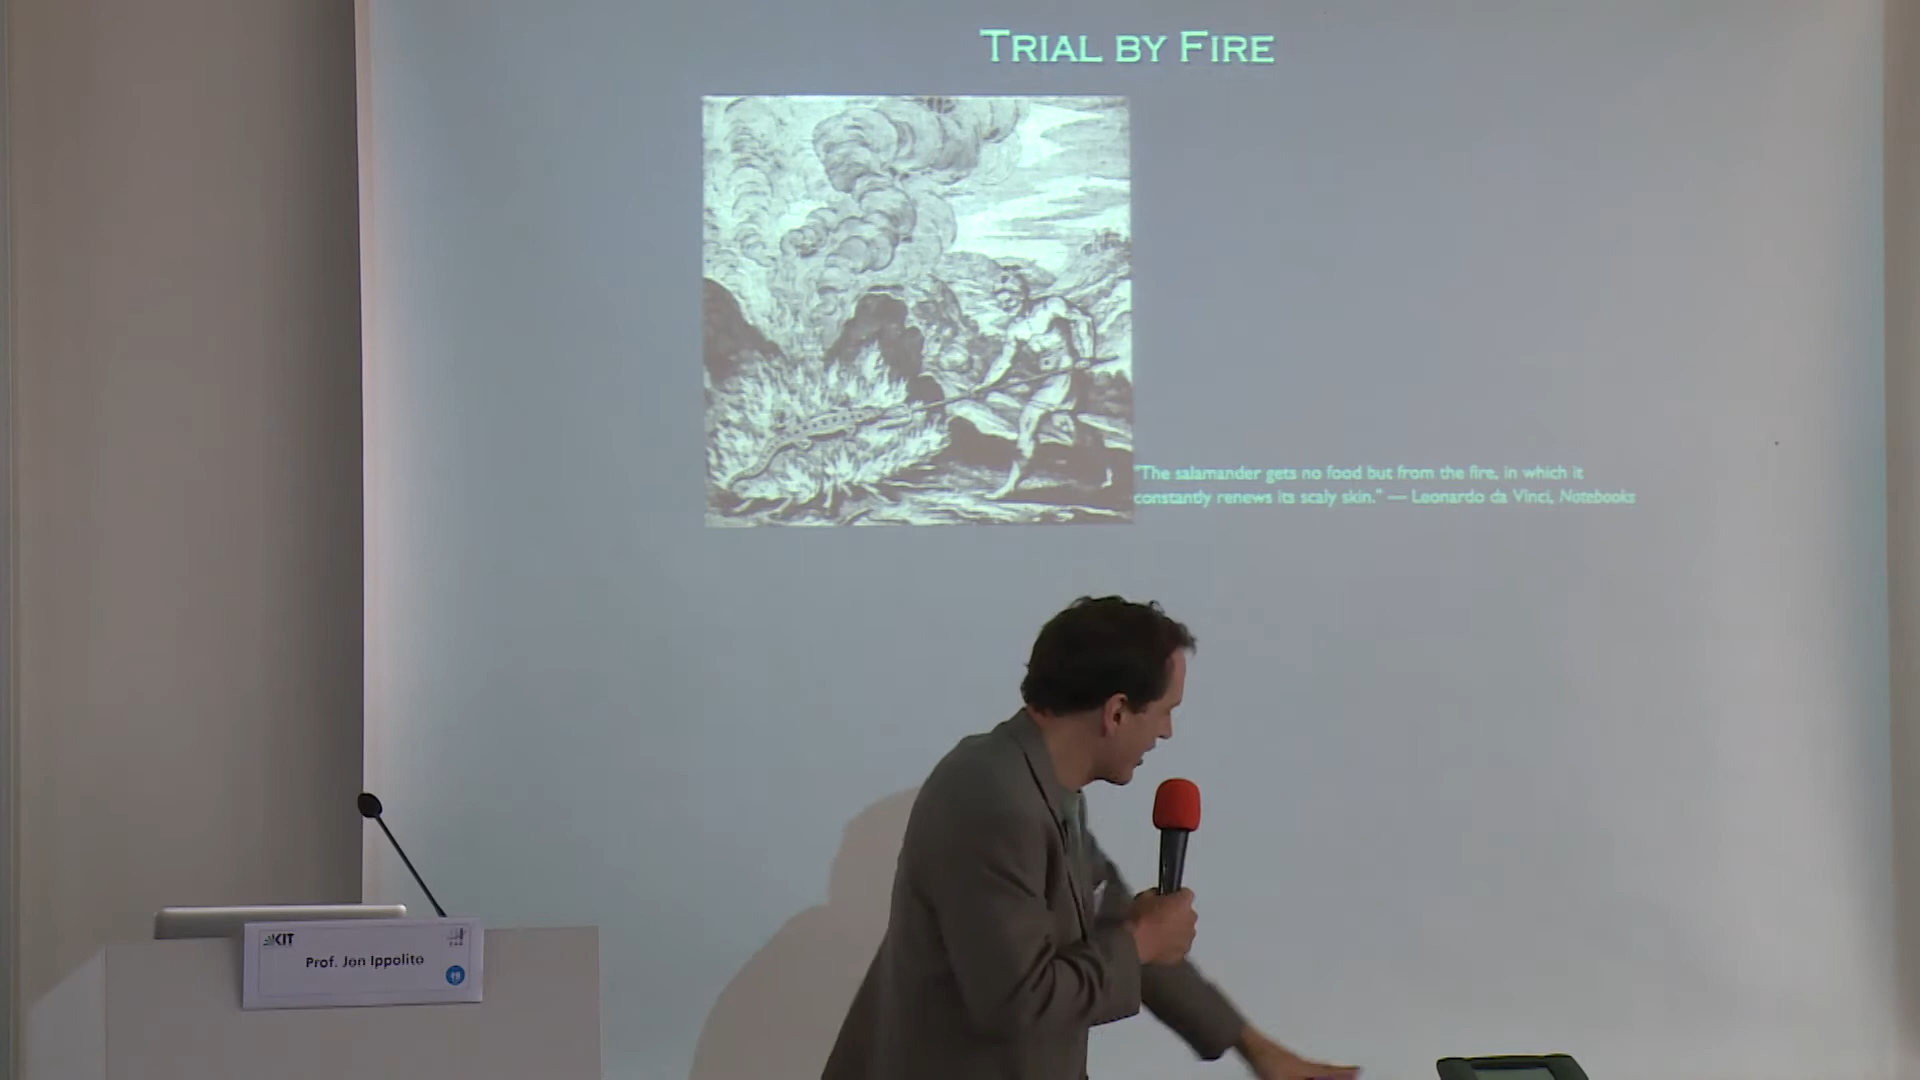 TRIAL BY FIRE
"The salamander gets no food but from the fire, in which it
constantly renews its scaly skin." — Leonardo da Vinci, Notebooks
KIT
Prof. Jon Ippolito